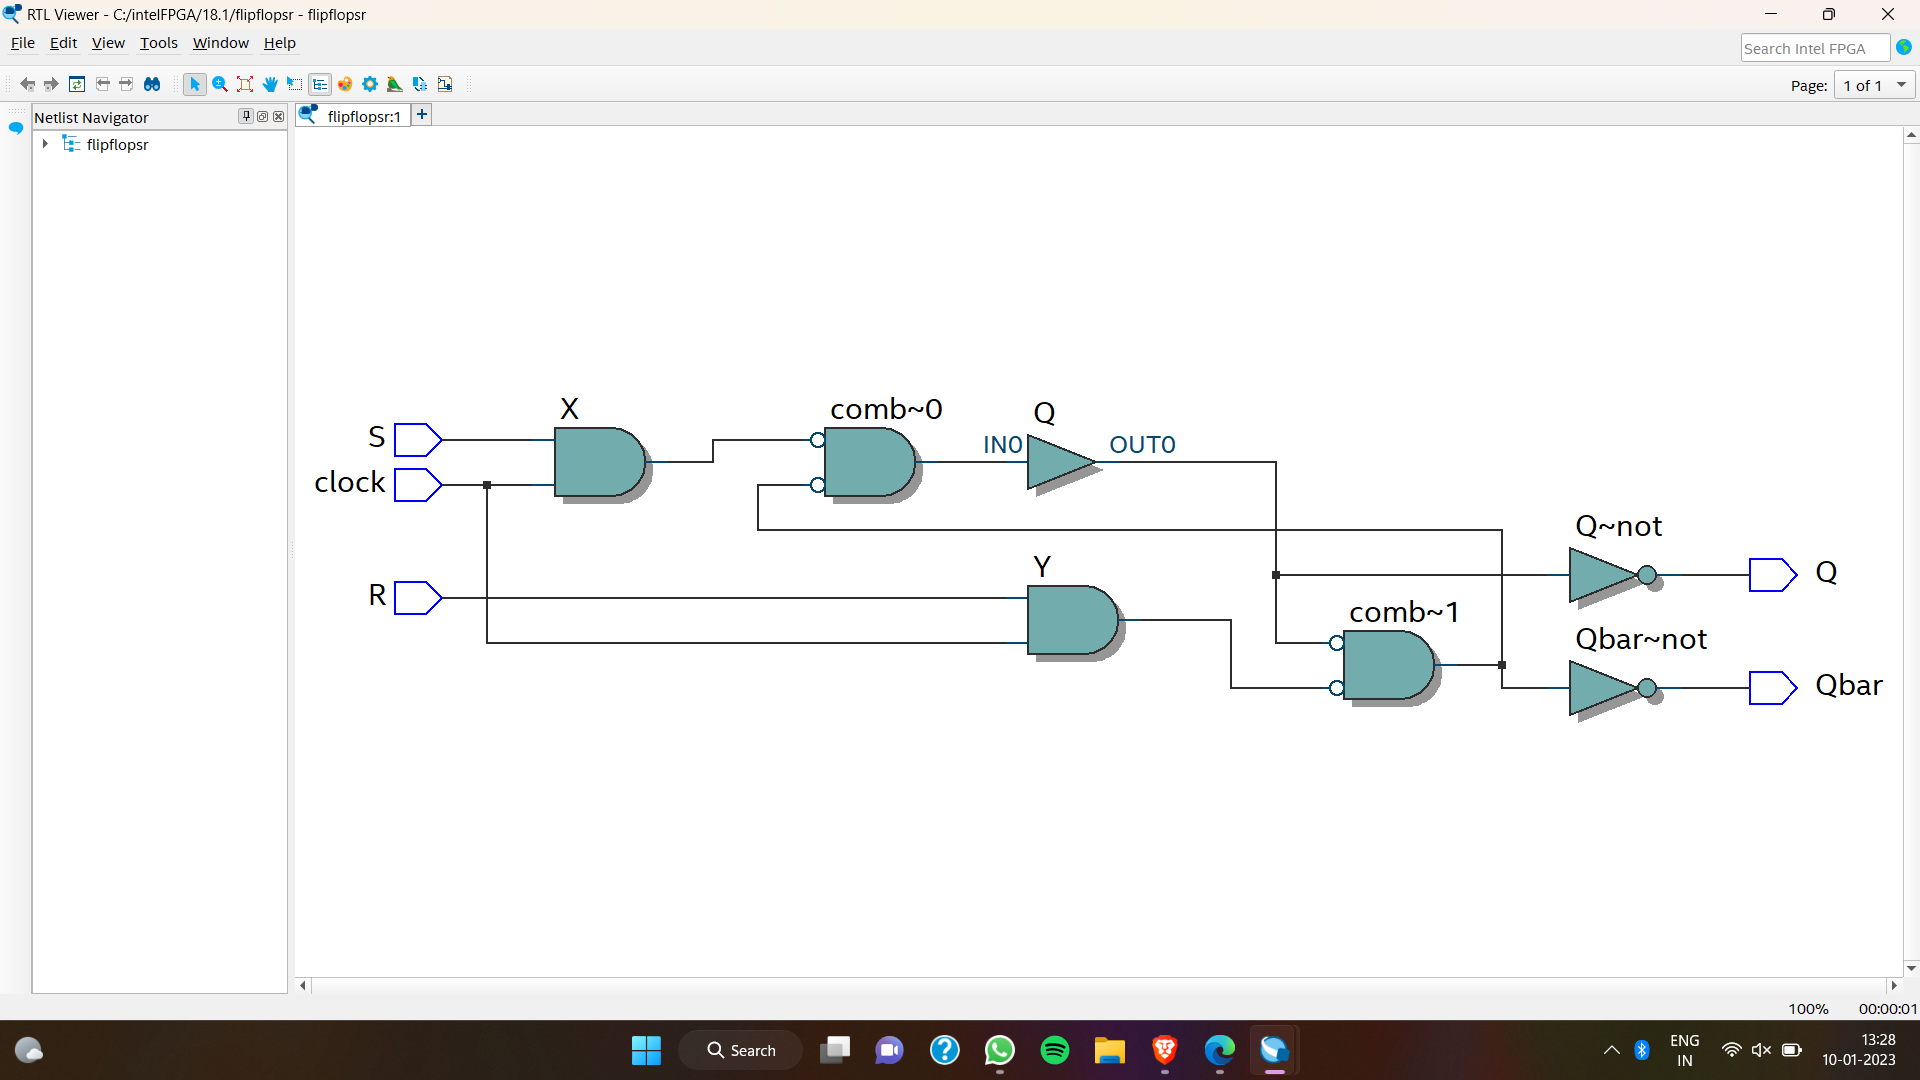 RTL Viewer - C:/intelFPGA/18.1/flipflopsr - flipflopsr
File Edit View Tools Window Help
Search Intel FPGA
Page: 1 of 1
Netlist Navigator
flipflopsr:1
flipflopsr
X
comb~0
Q
S
IN0
OUT0
clock
Q~not
Y
Q
R
comb~1
Qbar~not
Qbar
100% 00:00:01
Search
ENG
IN
13:28
10-01-2023